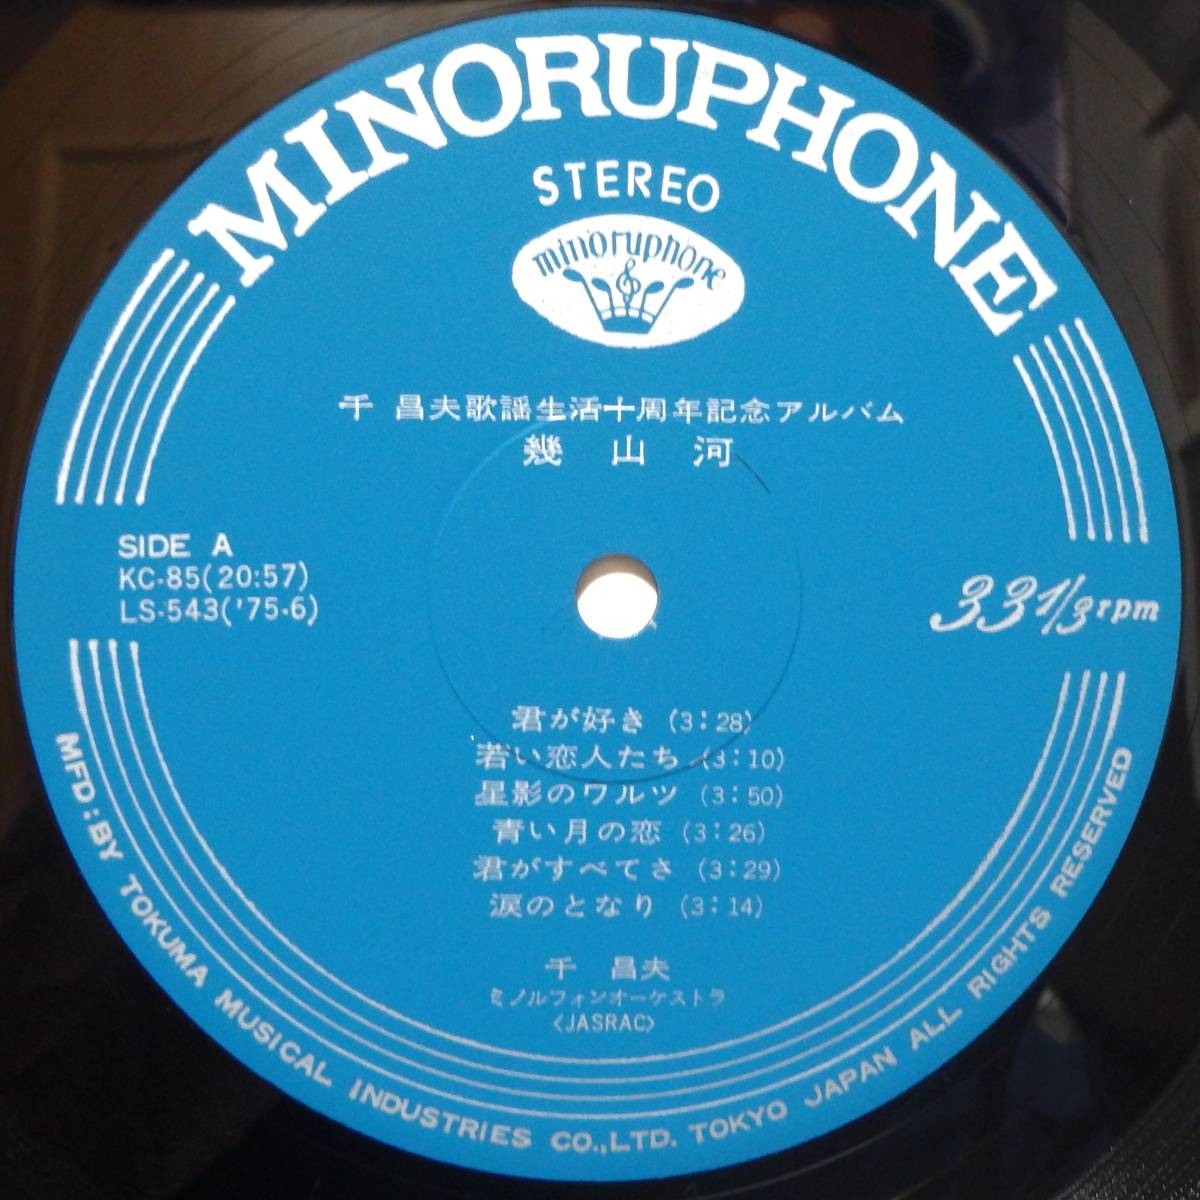 MINORUPHONE
STEREO
minoruphone
千 昌夫歌謡生活十周年記念アルバム
幾山河
SIDE A
KC-85(20:57)
LS-543('75-6)
33 1/3 rpm
君が好き (3:28)
若い恋人たち (3:10)
星影のワルツ (3:50)
青い月の恋 (3:26)
君がすべてさ (3:29)
涙のとなり (3:14)
千 昌夫
ミノルフォンオーケストラ
<JASRAC>
MFD: BY TOKUMA MUSICAL INDUSTRIES CO.,LTD. TOKYO JAPAN ALL RIGHTS RESERVED